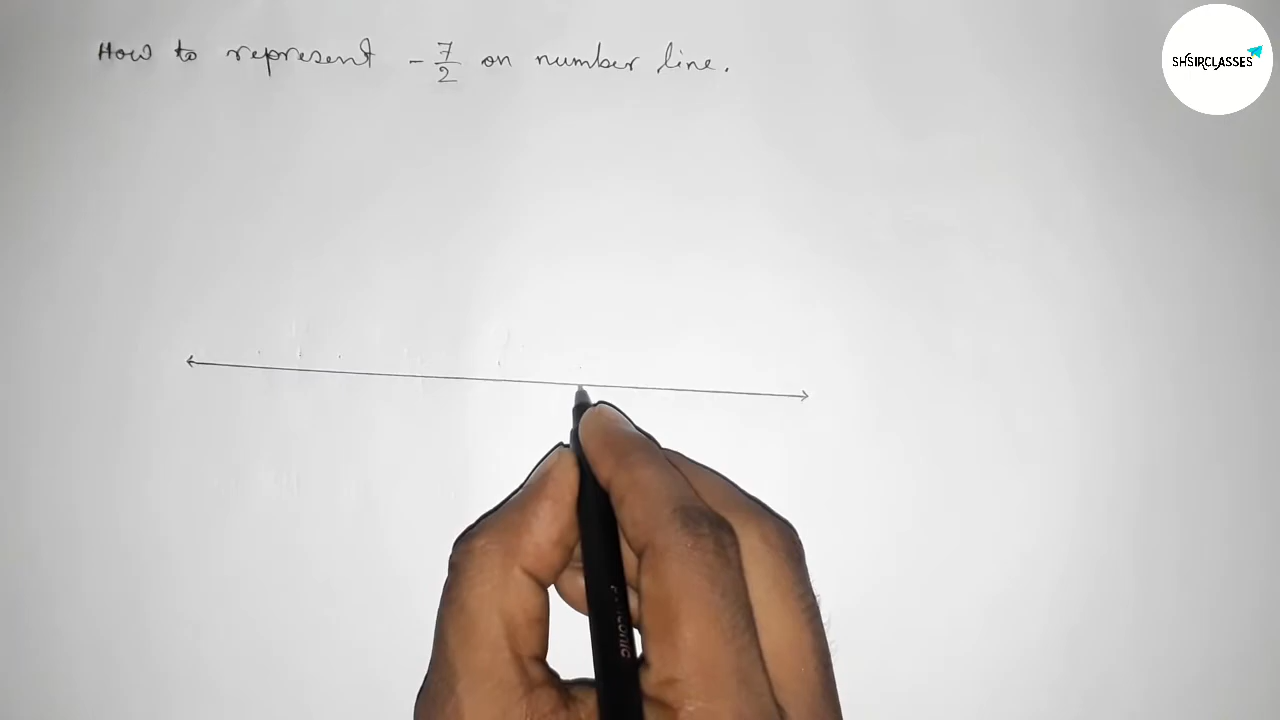 How to represent -7/2 on number line.
SHSIRCLASSES